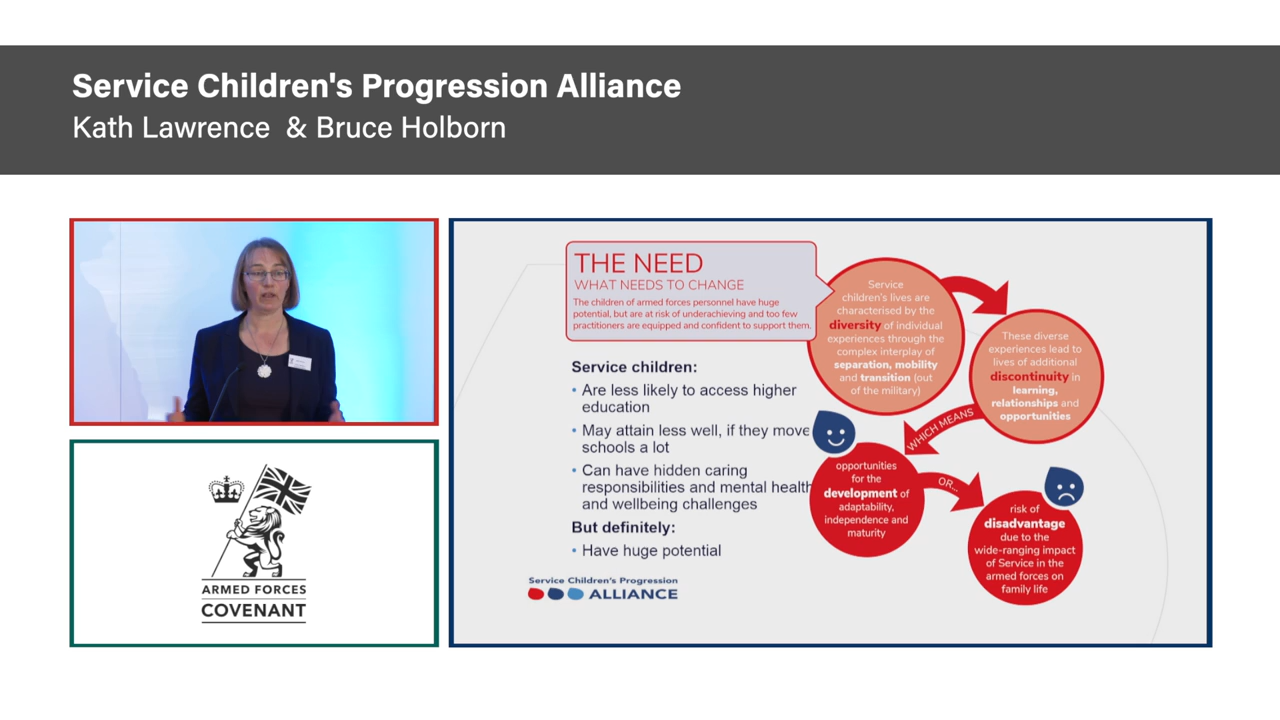 Service Children's Progression Alliance
Kath Lawrence & Bruce Holborn
ARMED FORCES
COVENANT
THE NEED
WHAT NEEDS TO CHANGE
The children of armed forces personnel have huge
potential, but are at risk of underachieving and too few
practitioners are equipped and confident to support them.
Service children:
• Are less likely to access higher
education
• May attain less well, if they move
schools a lot
• Can have hidden caring
responsibilities and mental health
and wellbeing challenges
But definitely:
• Have huge potential
Service Children's Progression
ALLIANCE
Service
children's lives are
characterised by the
diversity of individual
experiences through the
complex interplay of
separation, mobility
and transition (out
of the military)
These diverse
experiences lead to
lives of additional
discontinuity in
learning,
relationships and
opportunities
WHICH MEANS
opportunities
for the
development of
adaptability,
independence and
maturity
OR...
risk of
disadvantage
due to the
wide-ranging impact
of Service in the
armed forces on
family life